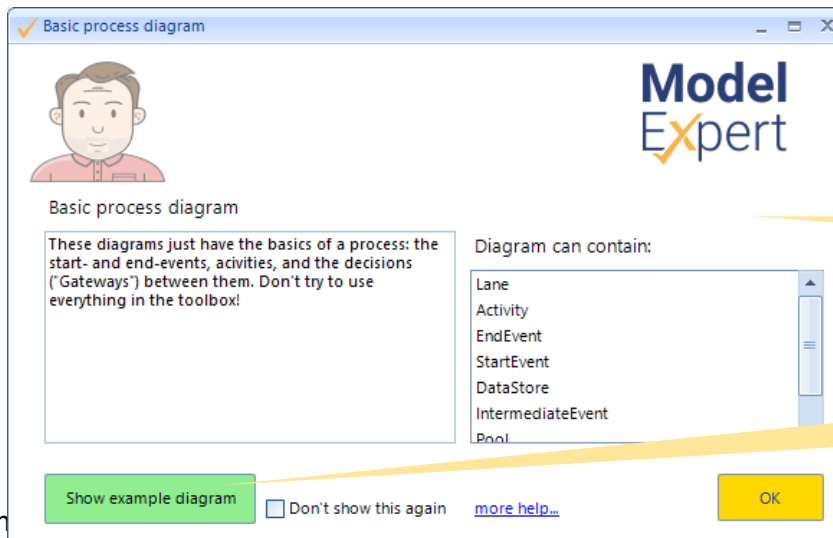 Basic process diagram
Model
Expert
Basic process diagram
These diagrams just have the basics of a process: the
start- and end-events, acivities, and the decisions
("Gateways") between them. Don't try to use
everything in the toolbox!
Diagram can contain:
Lane
Activity
EndEvent
StartEvent
DataStore
IntermediateEvent
Pool
Show example diagram
Don't show this again
more help...
OK